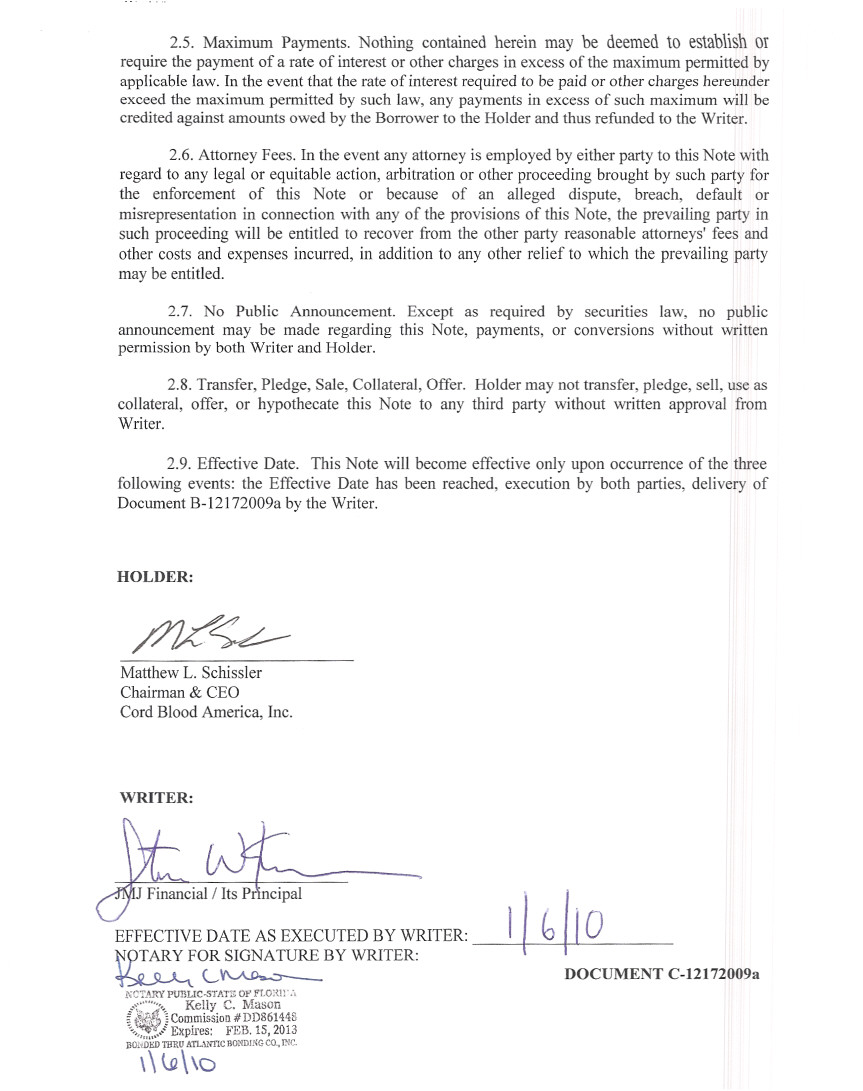 2.5. Maximum Payments. Nothing contained herein may be deemed to establish or
require the payment of a rate of interest or other charges in excess of the maximum permitted by
applicable law. In the event that the rate of interest required to be paid or other charges hereunder
exceed the maximum permitted by such law, any payments in excess of such maximum will be
credited against amounts owed by the Borrower to the Holder and thus refunded to the Writer.
2.6. Attorney Fees. In the event any attorney is employed by either party to this Note with
regard to any legal or equitable action, arbitration or other proceeding brought by such party for
the enforcement of this Note or because of an alleged dispute, breach, default or
misrepresentation in connection with any of the provisions of this Note, the prevailing party in
such proceeding will be entitled to recover from the other party reasonable attorneys' fees and
other costs and expenses incurred, in addition to any other relief to which the prevailing party
may be entitled.
2.7. No Public Announcement. Except as required by securities law, no public
announcement may be made regarding this Note, payments, or conversions without written
permission by both Writer and Holder.
2.8. Transfer, Pledge, Sale, Collateral, Offer. Holder may not transfer, pledge, sell, use as
collateral, offer, or hypothecate this Note to any third party without written approval from
Writer.
2.9. Effective Date. This Note will become effective only upon occurrence of the three
following events: the Effective Date has been reached, execution by both parties, delivery of
Document B-12172009a by the Writer.
HOLDER:
Matthew L. Schissler
Chairman & CEO
Cord Blood America, Inc.
WRITER:
JMJ Financial / Its Principal
EFFECTIVE DATE AS EXECUTED BY WRITER: 1/6/10
NOTARY FOR SIGNATURE BY WRITER:
Kelly C Mason
DOCUMENT C-12172009a
NOTARY PUBLIC-STATE OF FLORIDA
Kelly C. Mason
Commission # DD861448
Expires: FEB. 15, 2013
BONDED THRU ATLANTIC BONDING CO., INC.
1/6/10